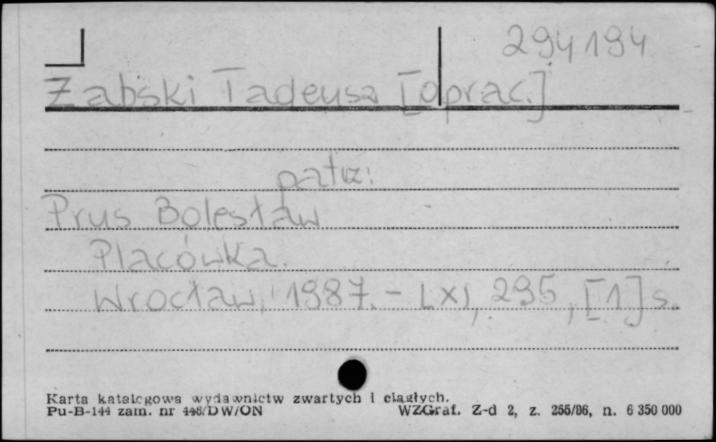 294194
Żabski Tadeusz [oprac.]
patrz:
Prus Bolesław
Placówka.
Wrocław, 1987. - LXI, 295, [1] s.
Karta katalogowa wydawnictw zwartych i ciągłych.
Pu-B-144 zam. nr 448/DW/ON WZGraf. Z-d 2, z. 255/86, n. 6 350 000